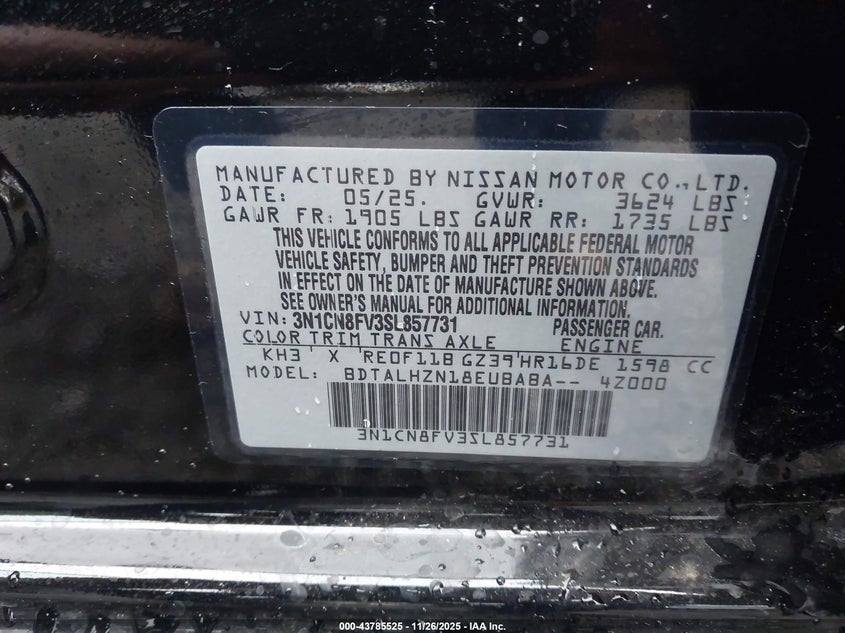 MANUFACTURED BY NISSAN MOTOR CO., LTD.
DATE: 05/25. GVWR: 3624 LBS
GAWR FR: 1905 LBS GAWR RR: 1735 LBS
THIS VEHICLE CONFORMS TO ALL APPLICABLE FEDERAL MOTOR
VEHICLE SAFETY, BUMPER AND THEFT PREVENTION STANDARDS
IN EFFECT ON THE DATE OF MANUFACTURE SHOWN ABOVE.
SEE OWNER'S MANUAL FOR ADDITIONAL INFORMATION.
VIN: 3N1CN8FV3SL857731 PASSENGER CAR.
COLOR TRIM TRANS AXLE ENGINE
KH3 X RE0F11B GZ39 HR16DE 1598 CC
MODEL: BDTALHZN18EUBABA-- 4Z000
3N1CN8FV3SL857731
000-43785525 - 11/26/2025 - IAA Inc.